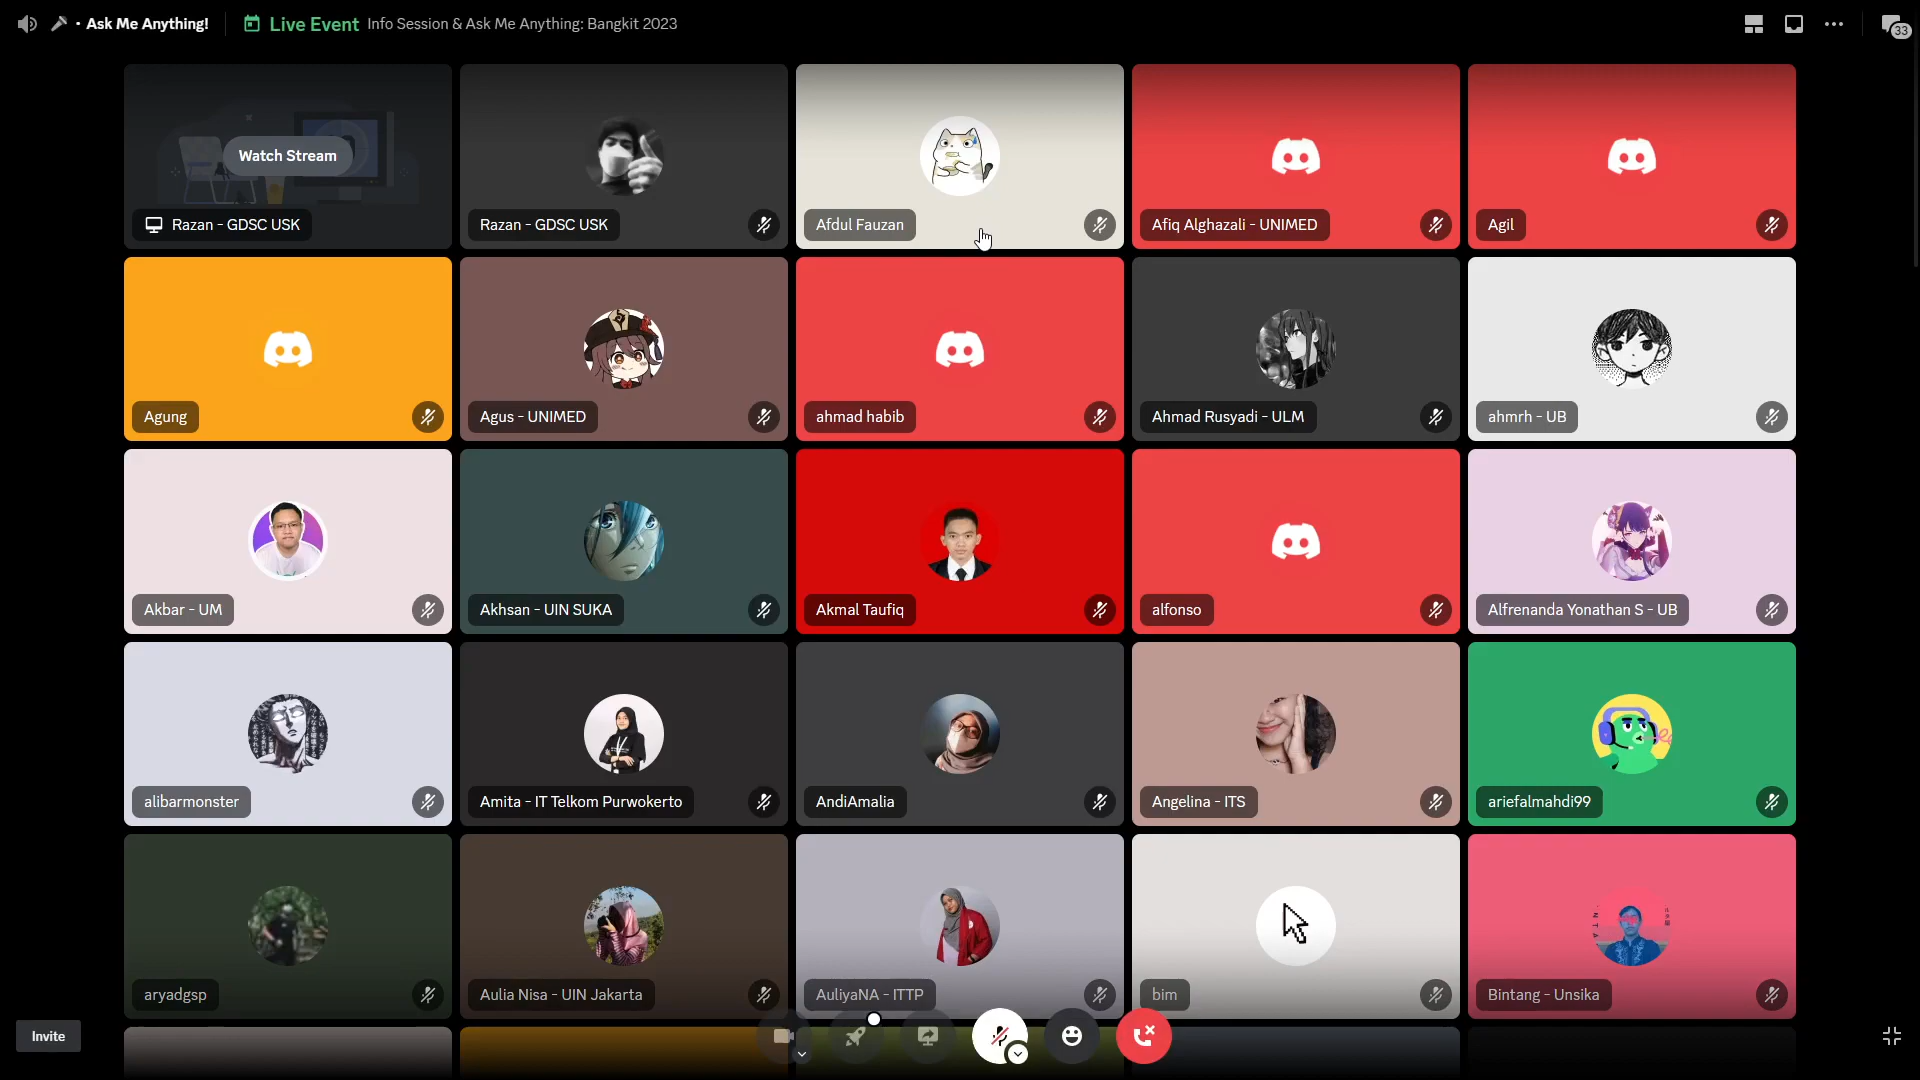 Ask Me Anything!
Live Event Info Session & Ask Me Anything: Bangkit 2023
33
Watch Stream
Razan - GDSC USK
Razan - GDSC USK
Afdul Fauzan
Afiq Alghazali - UNIMED
Agil
Agung
Agus - UNIMED
ahmad habib
Ahmad Rusyadi - ULM
ahmrh - UB
Akbar - UM
Akhsan - UIN SUKA
Akmal Taufiq
alfonso
Alfrenanda Yonathan S - UB
alibarmonster
Amita - IT Telkom Purwokerto
AndiAmalia
Angelina - ITS
ariefalmahdi99
aryadgsp
Aulia Nisa - UIN Jakarta
AuliyaNA - ITTP
bim
Bintang - Unsika
Invite